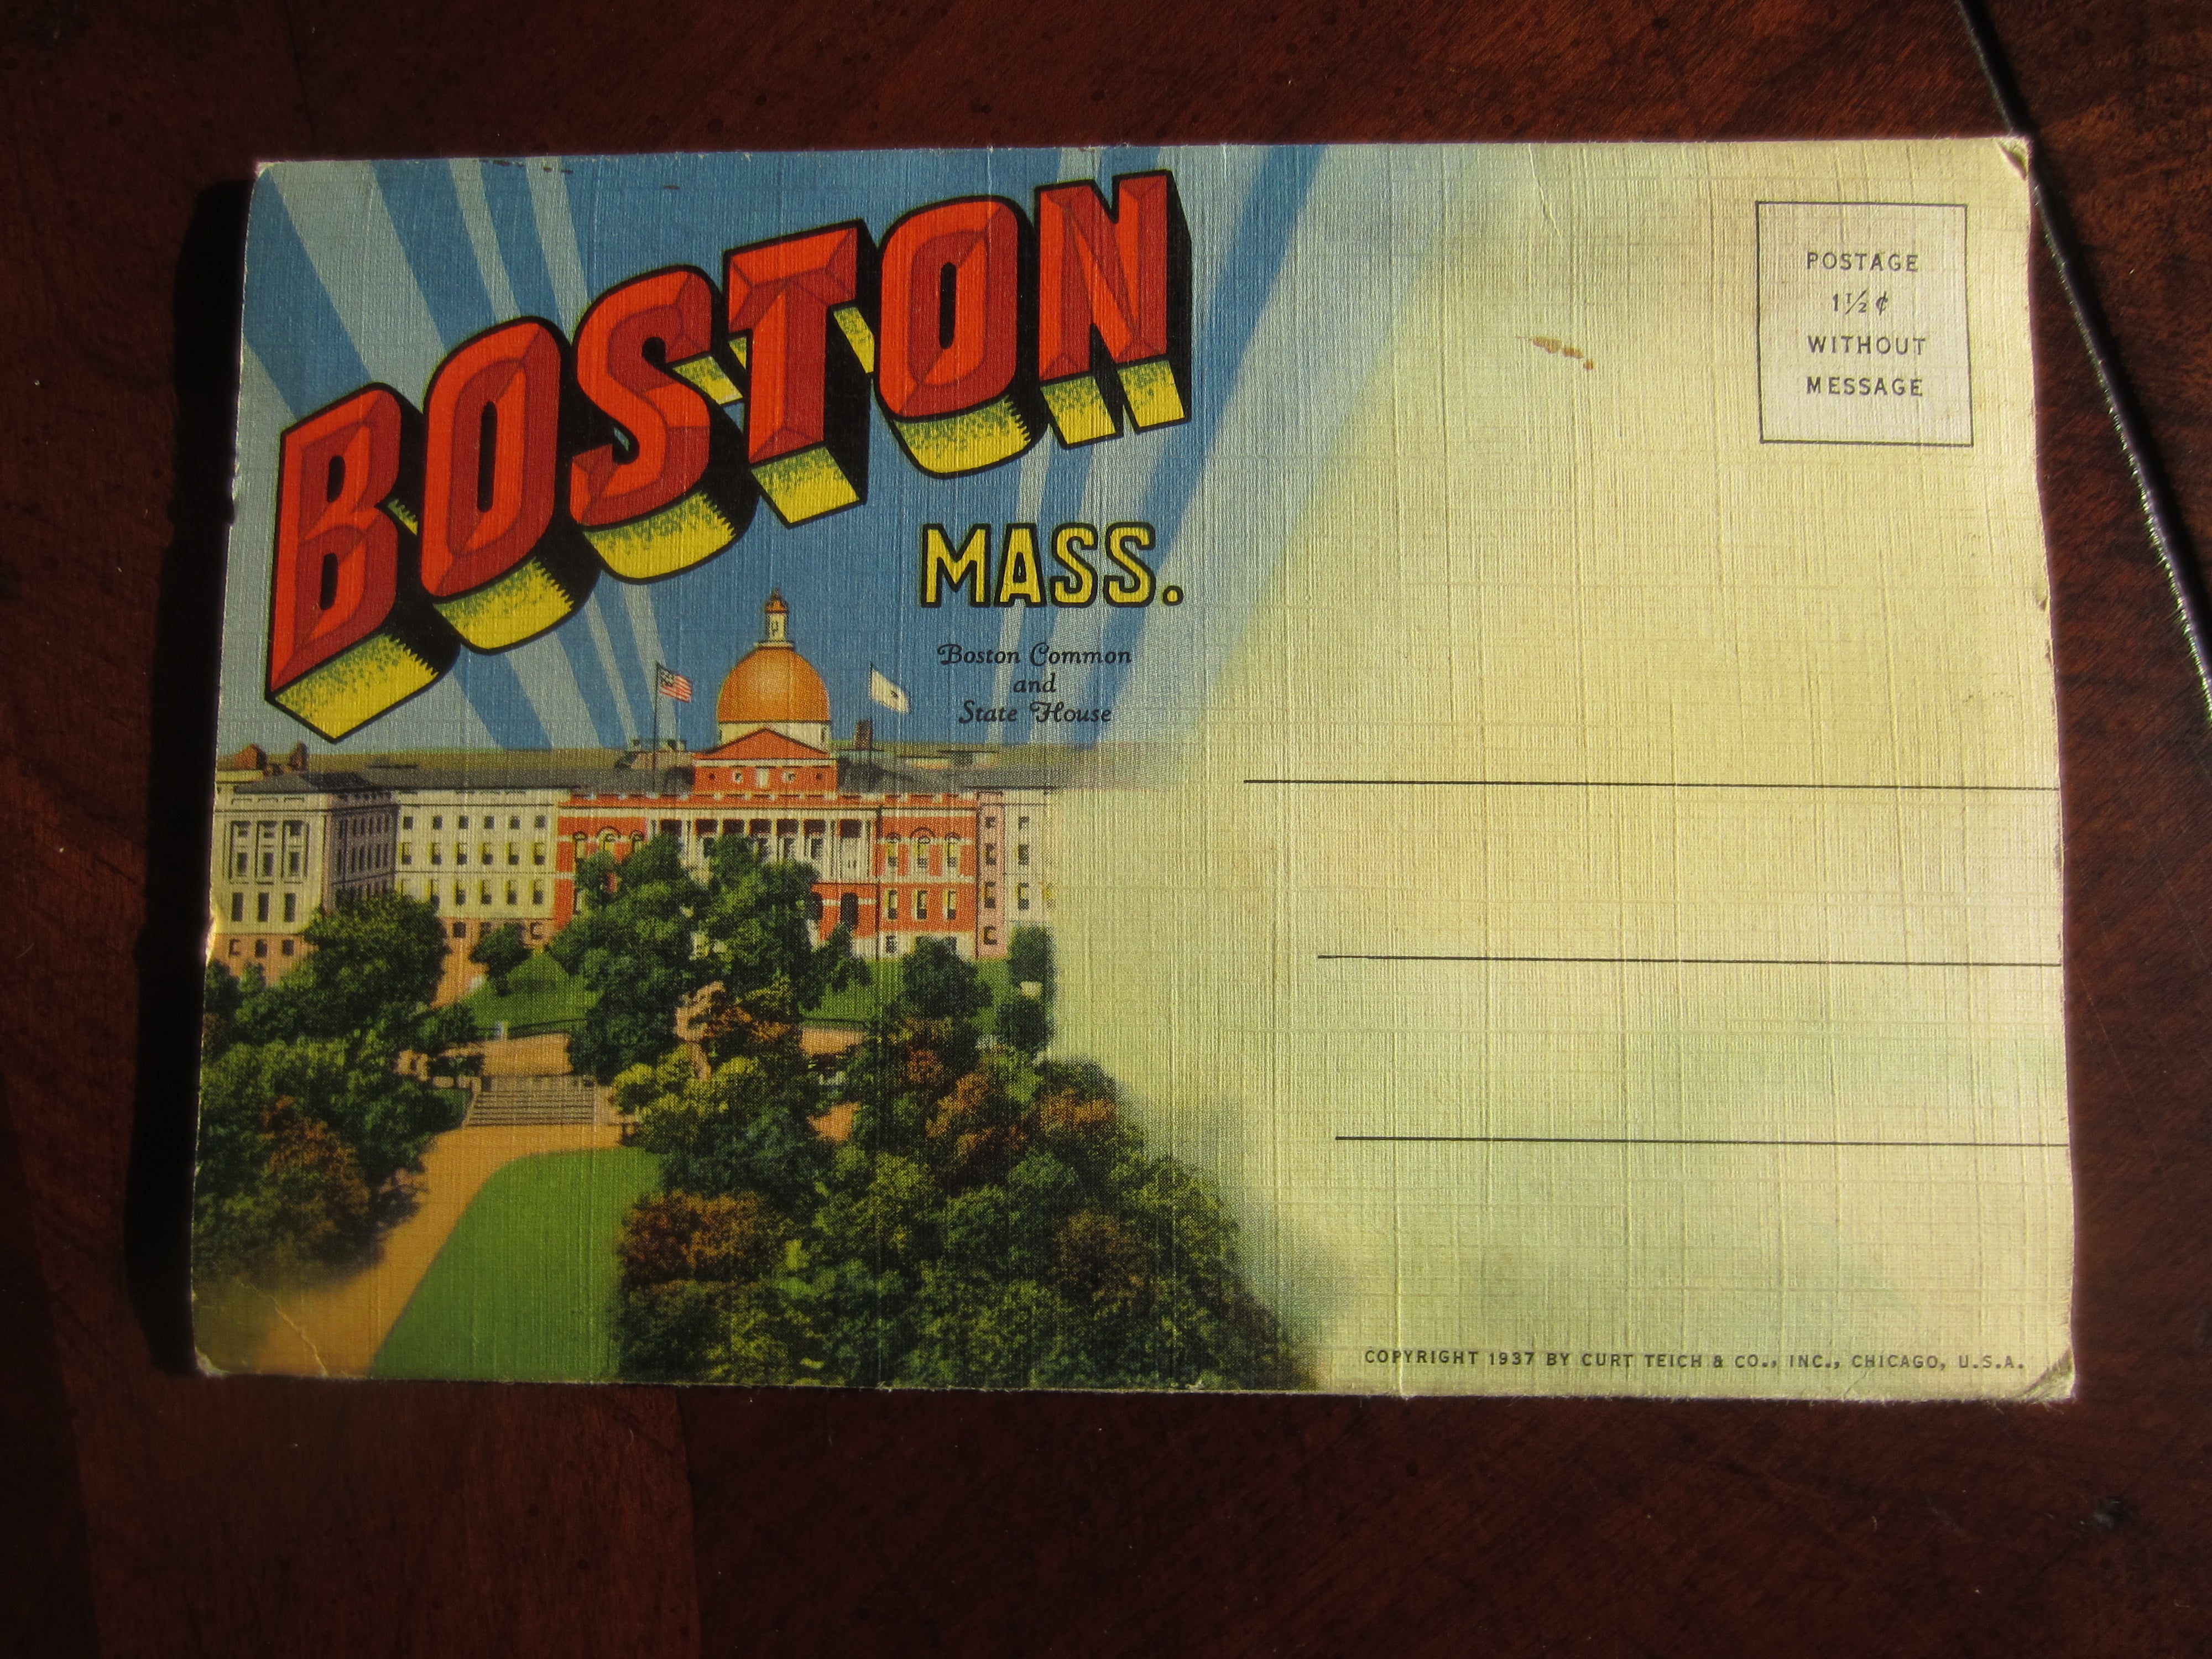 BOSTON
MASS.
Boston Common
and
State House
POSTAGE
1½¢
WITHOUT
MESSAGE
COPYRIGHT 1937 BY CURT TEICH & CO., INC., CHICAGO, U.S.A.